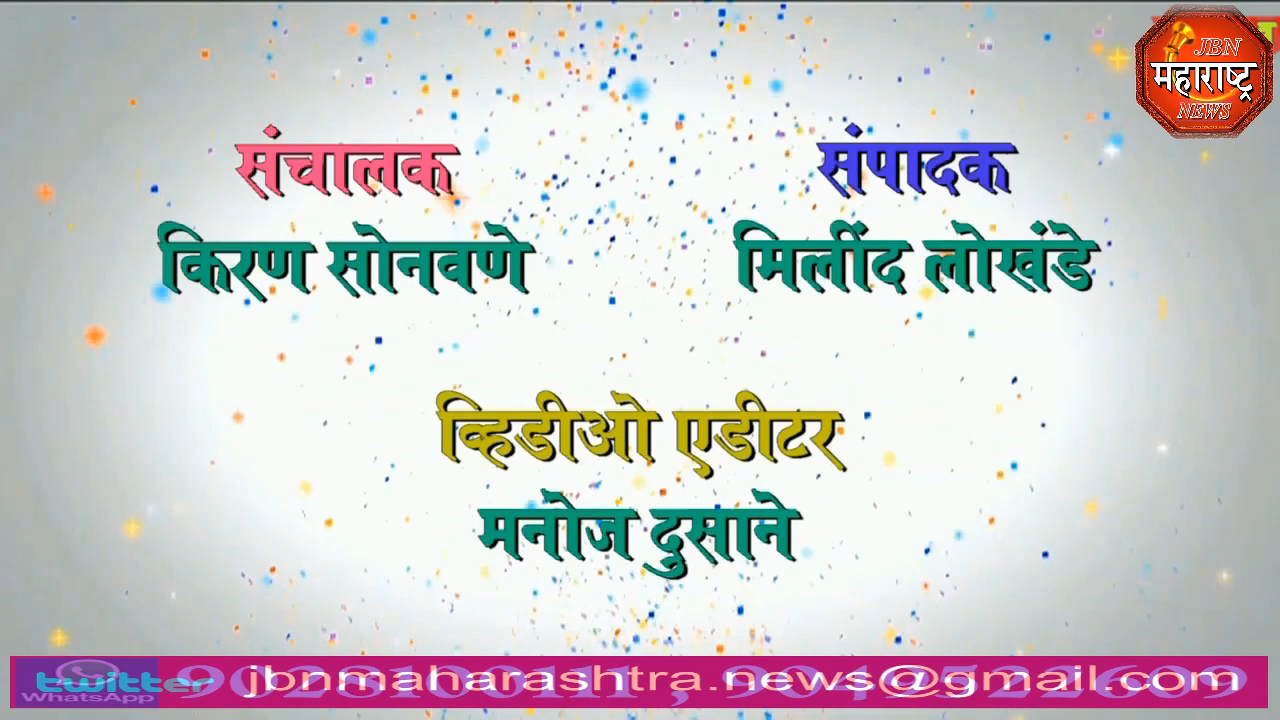 JBN
महाराष्ट्र
NEWS
संचालक
संपादक
किरण सोनवणे
मिलींद लोखंडे
व्हिडीओ एडीटर
मनोज दुसाने
twitter
jbnmaharashtra.news@gmail.com
WhatsApp